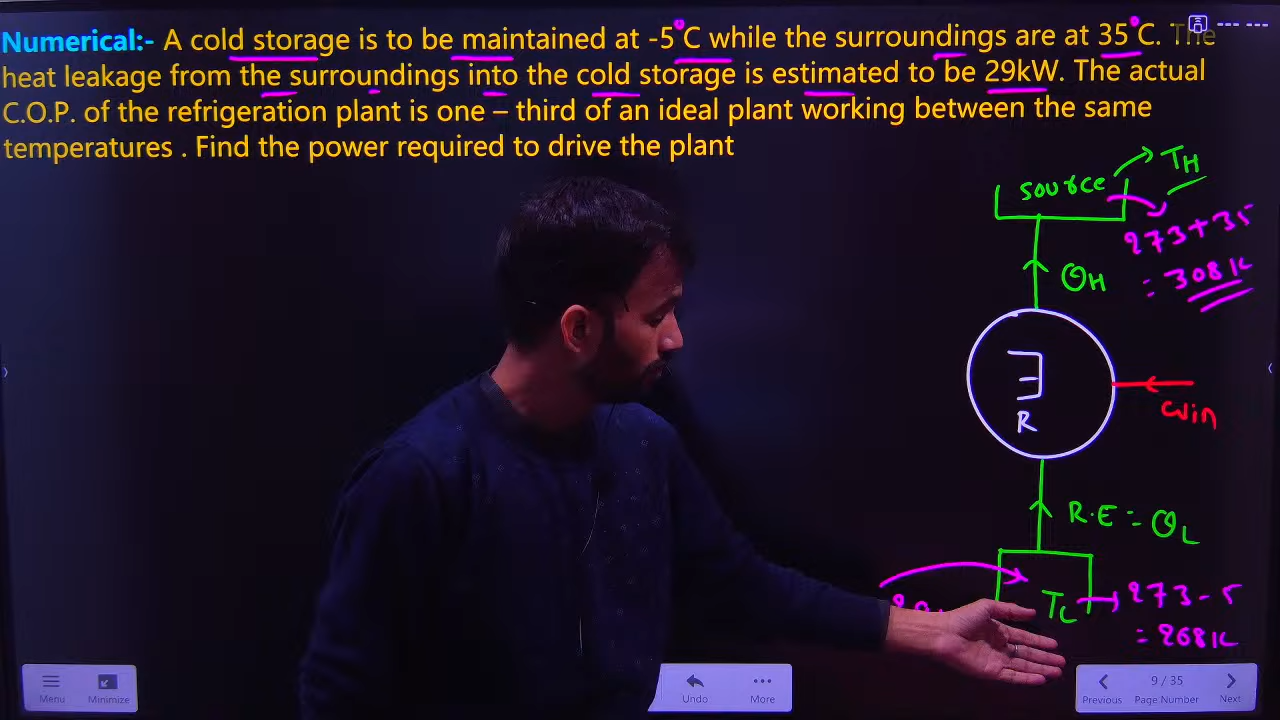 Numerical:- A cold storage is to be maintained at -5°C while the surroundings are at 35°C. The
heat leakage from the surroundings into the cold storage is estimated to be 29kW. The actual
C.O.P. of the refrigeration plant is one – third of an ideal plant working between the same
temperatures . Find the power required to drive the plant
TH
source
273+35
= 308K
QH
R
Win
R.E = QL
TL
273-5
= 268K
Menu
Minimize
Undo
More
Previous
9 / 35
Page Number
Next